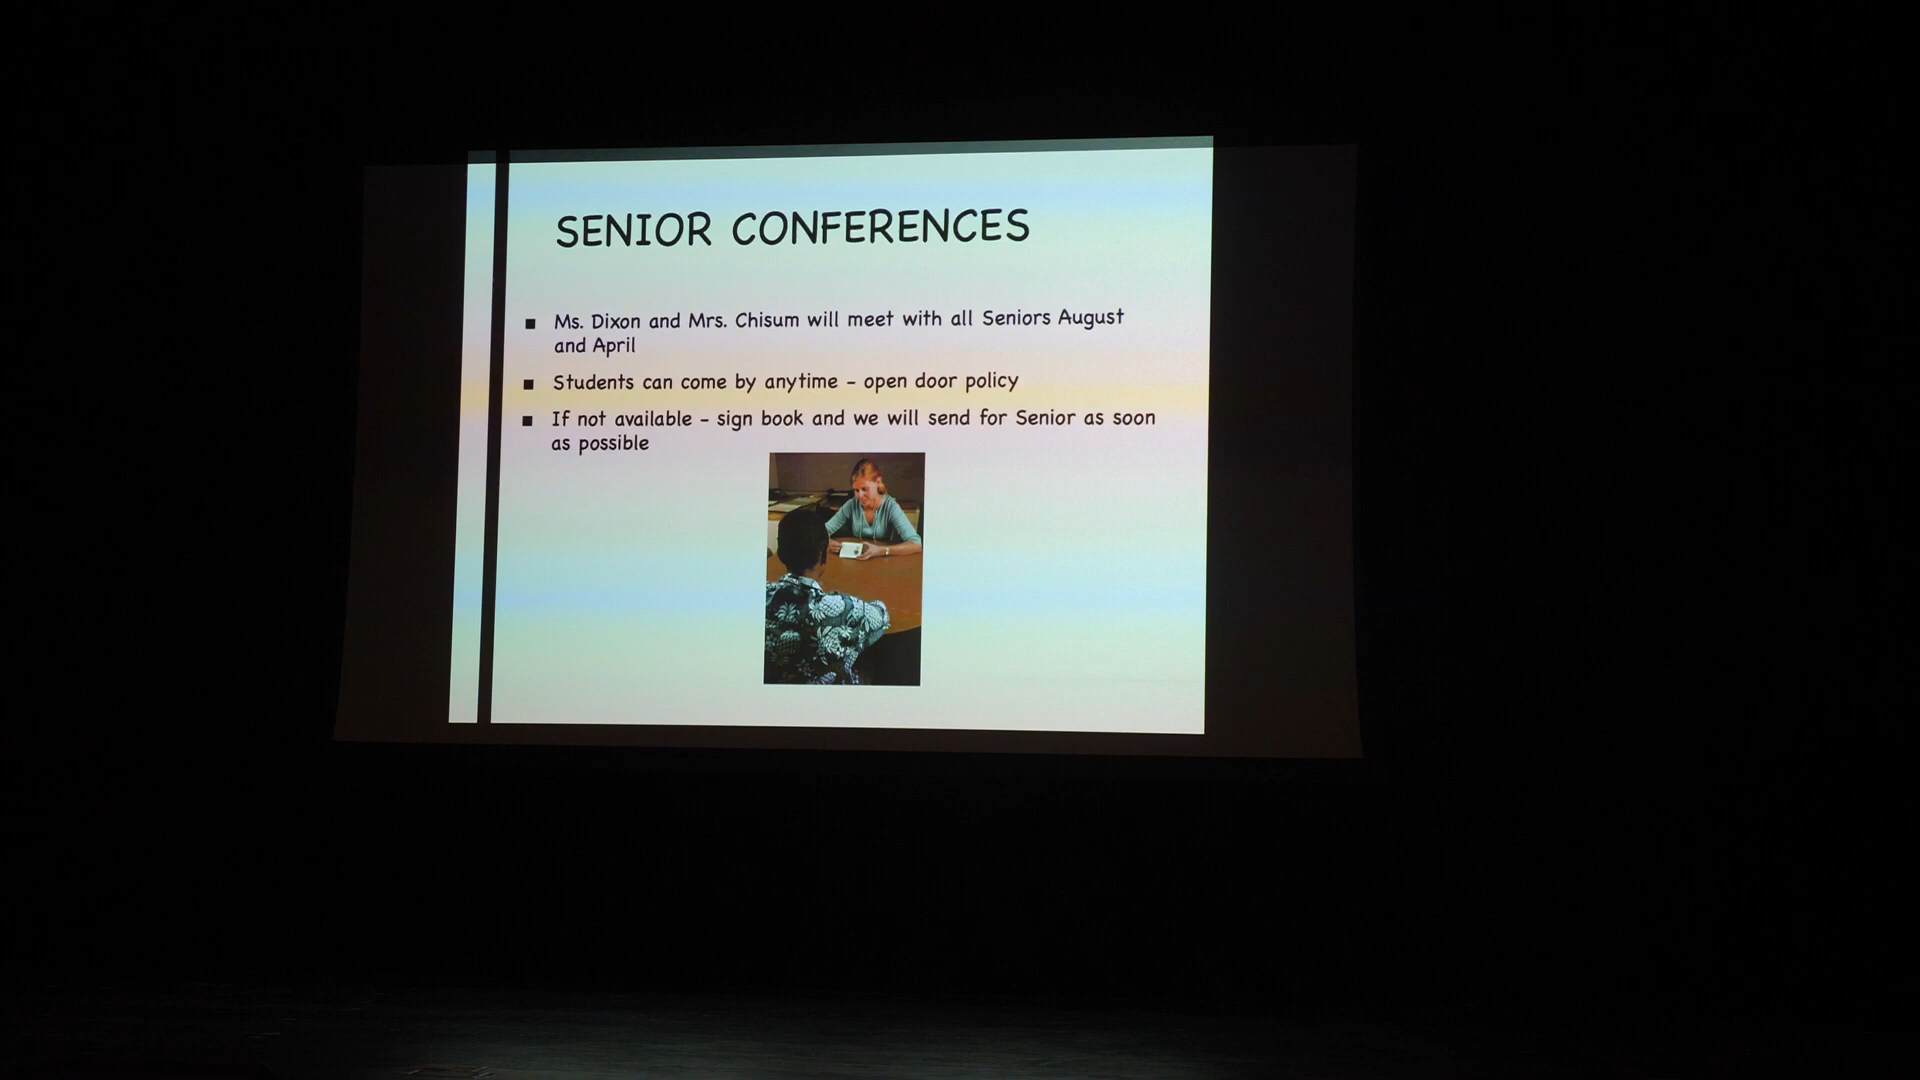 SENIOR CONFERENCES
■ Ms. Dixon and Mrs. Chisum will meet with all Seniors August
and April
■ Students can come by anytime – open door policy
■ If not available – sign book and we will send for Senior as soon
as possible